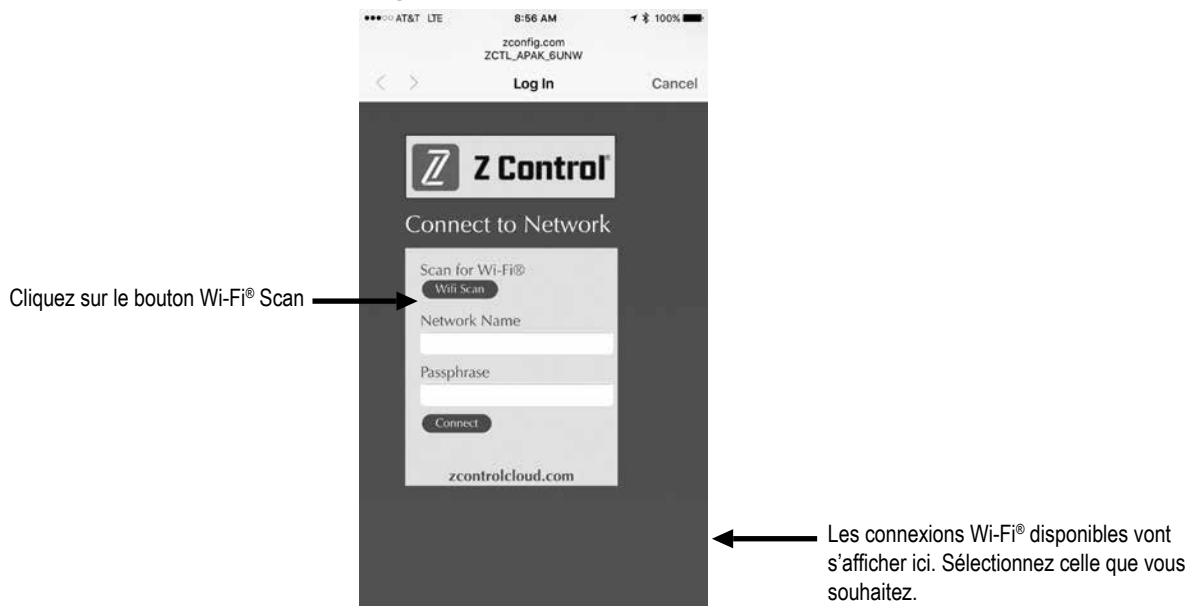 AT&T LTE 8:56 AM 100%
zconfig.com
ZCTL_APAK_6UNW
< > Log In Cancel
Z Control®
Connect to Network
Scan for Wi-Fi®
Wifi Scan
Cliquez sur le bouton Wi-Fi® Scan
Network Name
Passphrase
Connect
zcontrolcloud.com
Les connexions Wi-Fi® disponibles vont
s’afficher ici. Sélectionnez celle que vous
souhaitez.